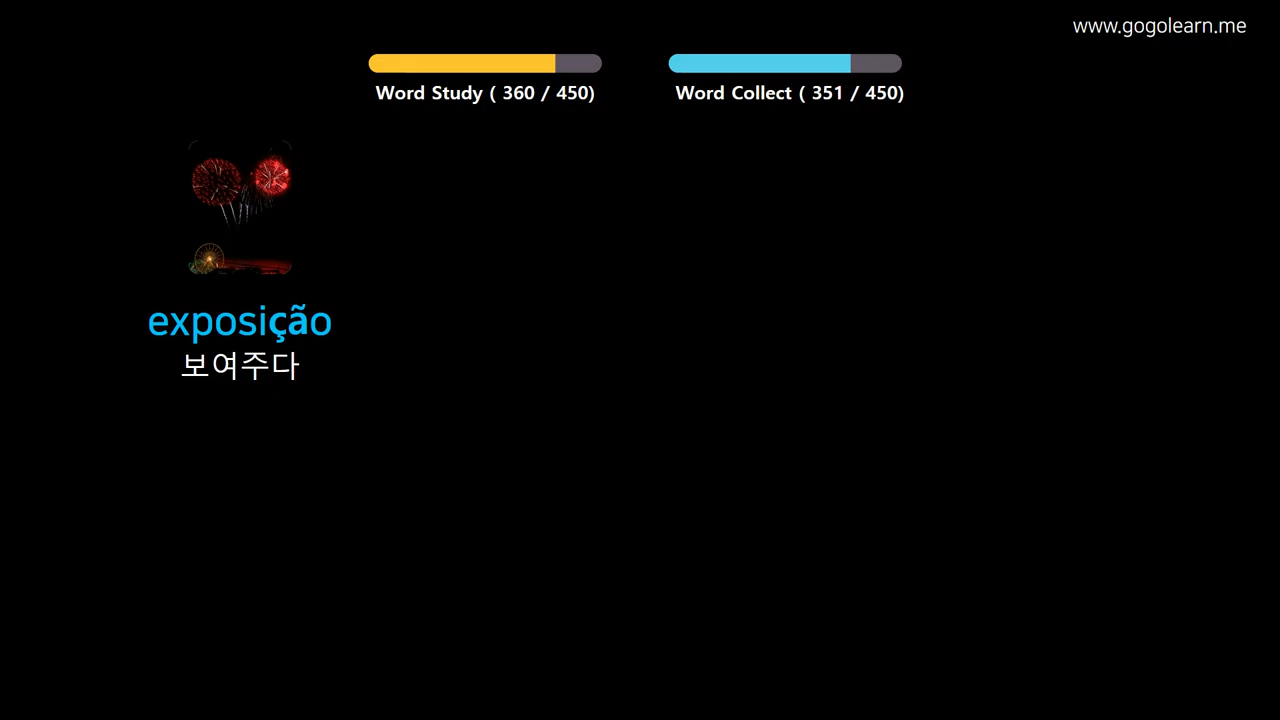 www.gogolearn.me
Word Study ( 360 / 450)
Word Collect ( 351 / 450)
exposição
보여주다